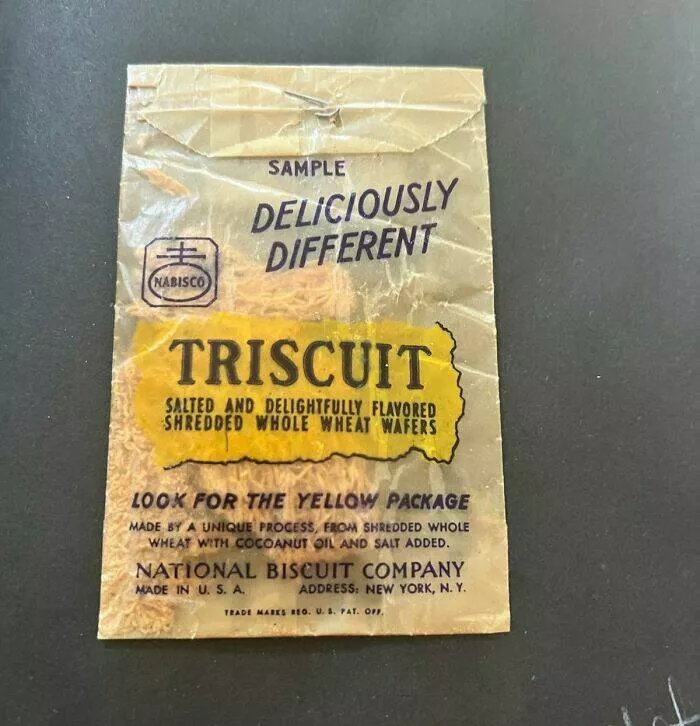 SAMPLE
DELICIOUSLY
DIFFERENT
NABISCO
TRISCUIT
SALTED AND DELIGHTFULLY FLAVORED
SHREDDED WHOLE WHEAT WAFERS
LOOK FOR THE YELLOW PACKAGE
MADE BY A UNIQUE PROCESS, FROM SHREDDED WHOLE
WHEAT WITH COCOANUT OIL AND SALT ADDED.
NATIONAL BISCUIT COMPANY
MADE IN U. S. A. ADDRESS: NEW YORK, N. Y.
TRADE MARKS REG. U. S. PAT. OFF.